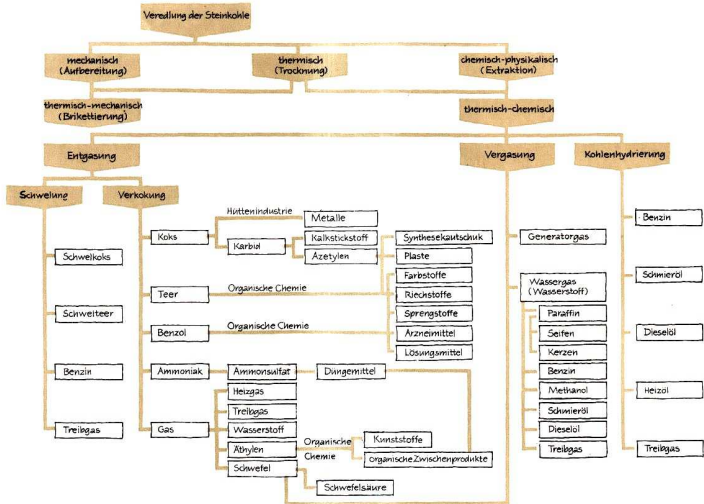 Veredlung der Steinkohle
mechanisch
(Aufbereitung)
thermisch
(Trocknung)
chemisch-physikalisch
(Extraktion)
thermisch-mechanisch
(Brikettierung)
thermisch-chemisch
Entgasung
Vergasung
Kohlenhydrierung
Schwelung
Verkokung
Schwelkoks
Schwelteer
Benzin
Treibgas
Koks
Teer
Benzol
Ammoniak
Gas
Hüttenindustrie
Metalle
Karbid
Kalkstickstoff
Azetylen
Organische Chemie
Organische Chemie
Synthesekautschuk
Plaste
Farbstoffe
Riechstoffe
Sprengstoffe
Arzneimittel
Lösungsmittel
Ammonsulfat
Düngemittel
Heizgas
Treibgas
Wasserstoff
Äthylen
Schwefel
Organische
Chemie
Kunststoffe
organische Zwischenprodukte
Schwefelsäure
Generatorgas
Wassergas
(Wasserstoff)
Paraffin
Seifen
Kerzen
Benzin
Methanol
Schmieröl
Dieselöl
Treibgas
Benzin
Schmieröl
Dieselöl
Heizöl
Treibgas